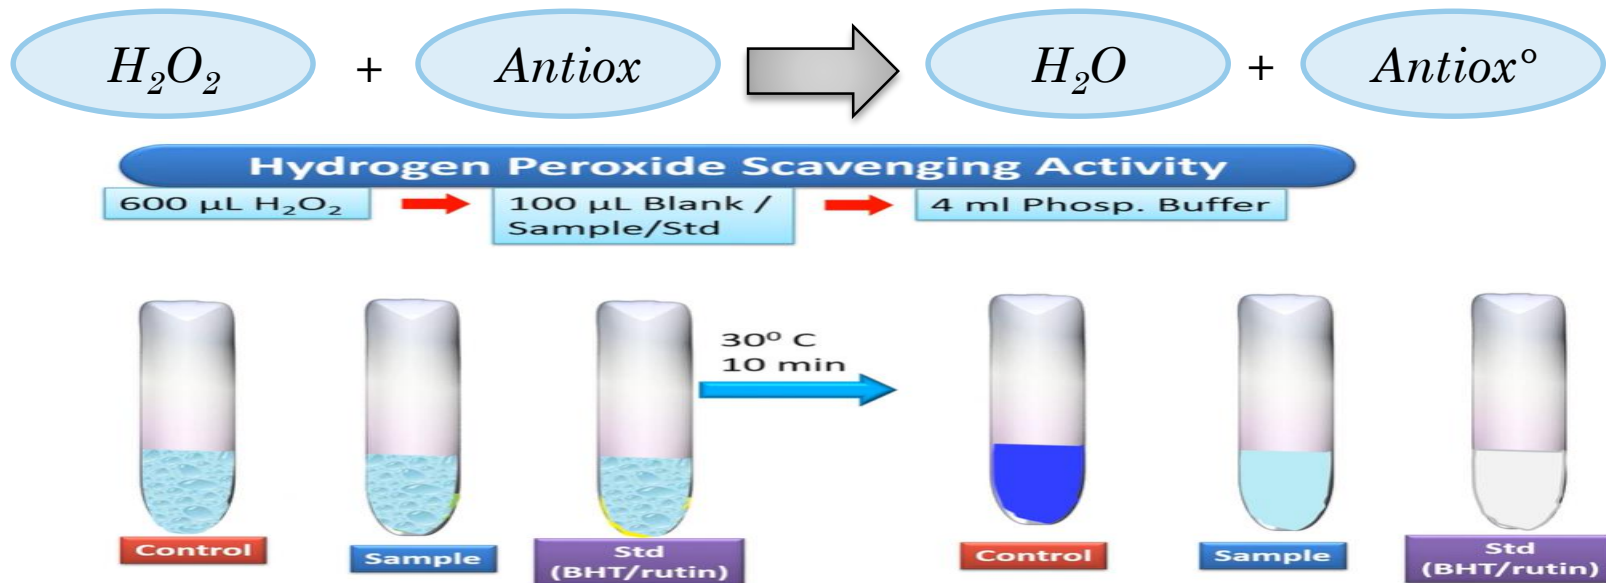 H₂O₂ + Antiox H₂O + Antiox°
Hydrogen Peroxide Scavenging Activity
600 µL H₂O₂
100 µL Blank /
Sample/Std
4 ml Phosp. Buffer
30⁰ C
10 min
Control
Sample
Std
(BHT/rutin)
Control
Sample
Std
(BHT/rutin)